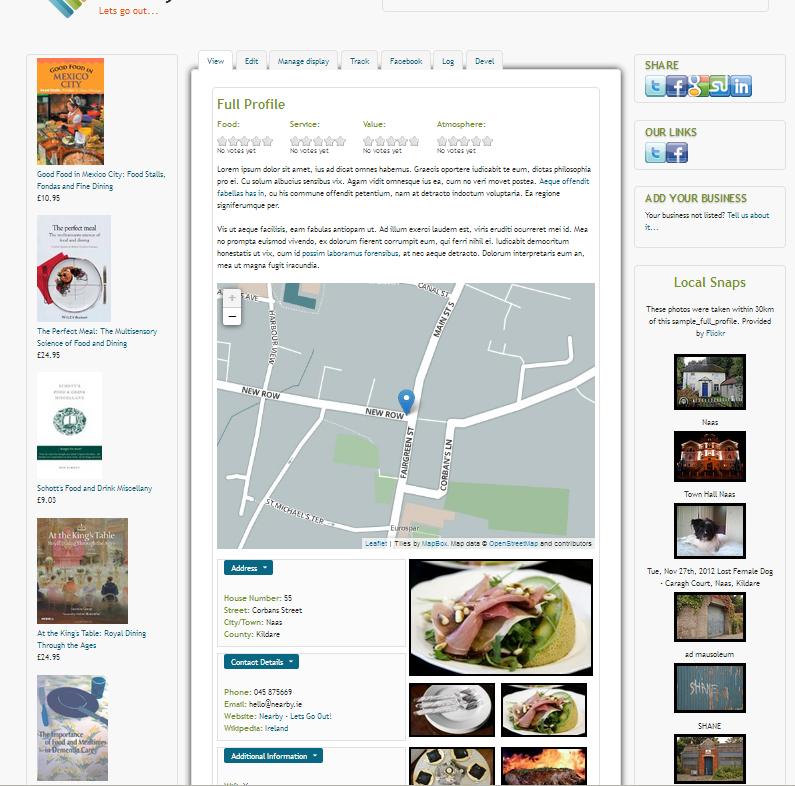 Lets go out...
GOOD FOOD IN
MEXICO
CITY
Good Food in Mexico City: Food Stalls,
Fondas and Fine Dining
£10.95
The perfect meal
The multisensory science of
food and dining
The Perfect Meal: The Multisensory
Science of Food and Dining
£24.95
SCHOTT'S
FOOD & DRINK
MISCELLANY
Schott's Food and Drink Miscellany
£9.03
At the King's Table
Royal Dining Through the Ages
At the King's Table: Royal Dining
Through the Ages
£24.95
The Importance
of Food and Mealtimes
in Dementia Care
View
Edit
Manage display
Track
Facebook
Log
Devel
Full Profile
Food: Service: Value: Atmosphere:
No votes yet No votes yet No votes yet No votes yet
Lorem ipsum dolor sit amet, ius ad dicat omnes habemus. Graecis oportere iudicabit te eum, dictas philosophia
pro ei. Cu solum albucius sensibus vix. Agam vidit omnesque ius ea, cum no veri movet postea. Aeque offendit
fabellas has in, cu his commune offendit petentium, nam at detracto indoctum voluptaria. Ea regione
signiferumque per.
Vis ut aeque facilisis, eam fabulas antiopam ut. Ad illum exerci laudem est, viris eruditi ocurreret mei id. Mea
no prompta euismod vivendo, ex dolorum fierent corrumpit eum, qui ferri nihil ei. Iudicabit democritum
honestatis ut vix, cum id possim laboramus forensibus, at neo aeque detracto. Dolorum interpretaris eum an,
mea ut magna fugit iracundia.
+
−
S AVE
CANAL ST
MAIN ST S
HARBOUR VIEW
NEW ROW
NEW ROW
FAIRGREEN ST
CORBAN'S LN
ST MICHAEL'S TER
Eurospar
Leaflet | Tiles by MapBox. Map data © OpenStreetMap and contributors
Address
House Number: 55
Street: Corbans Street
City/Town: Naas
County: Kildare
Contact Details
Phone: 045 875669
Email: hello@nearby.ie
Website: Nearby - Lets Go Out!
Wikipedia: Ireland
Additional Information
SHARE
OUR LINKS
ADD YOUR BUSINESS
Your business not listed? Tell us about
it...
Local Snaps
These photos were taken within 30km
of this sample_full_profile. Provided
by Flickr
Naas
Town Hall Naas
Tue, Nov 27th, 2012 Lost Female Dog
- Caragh Court, Naas, Kildare
ad mausoleum
SHANE
SHANE